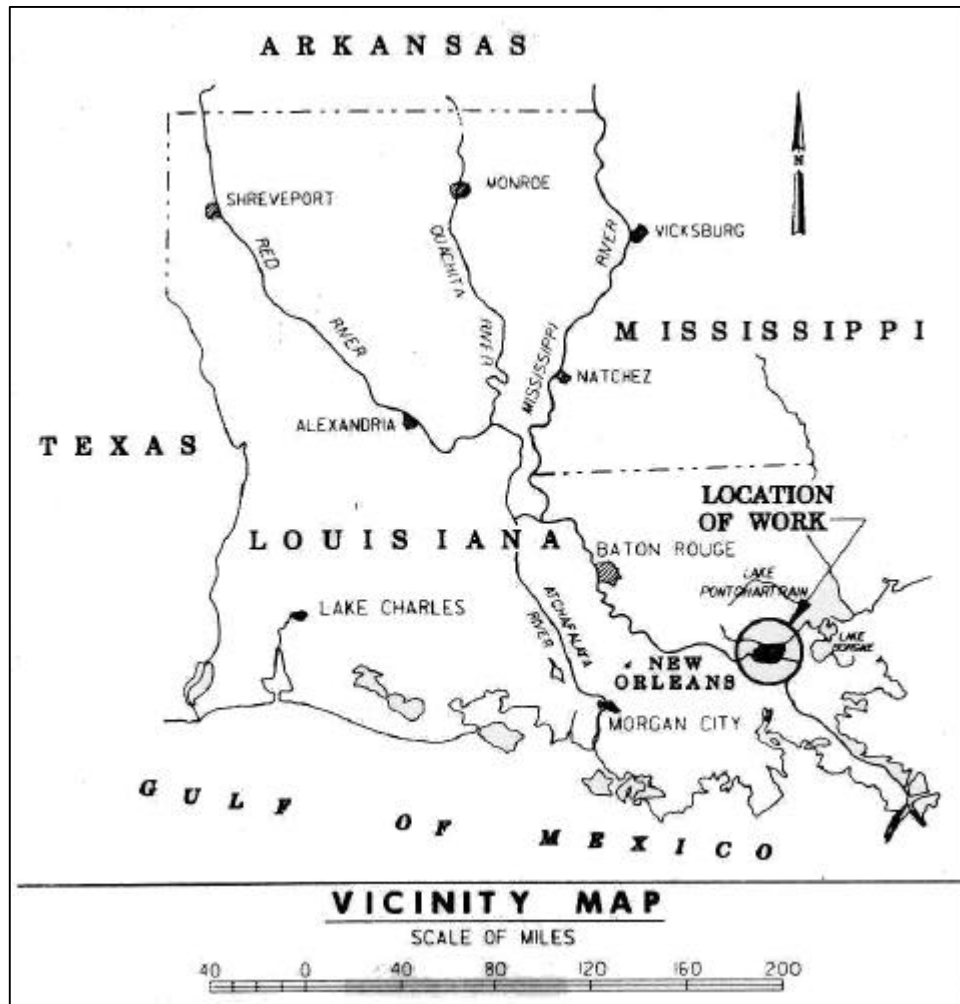 ARKANSAS
N
SHREVEPORT
MONROE
VICKSBURG
RED
RIVER
OUACHITA
RIVER
MISSISSIPPI
RIVER
MISSISSIPPI
NATCHEZ
ALEXANDRIA
TEXAS
LOCATION
OF WORK
LOUISIANA
BATON ROUGE
LAKE
PONTCHARTRAIN
LAKE CHARLES
ATCHAFALAYA
RIVER
LAKE
BORGNE
NEW
ORLEANS
MORGAN CITY
GULF OF MEXICO
VICINITY MAP
SCALE OF MILES
40 0 40 80 120 160 200